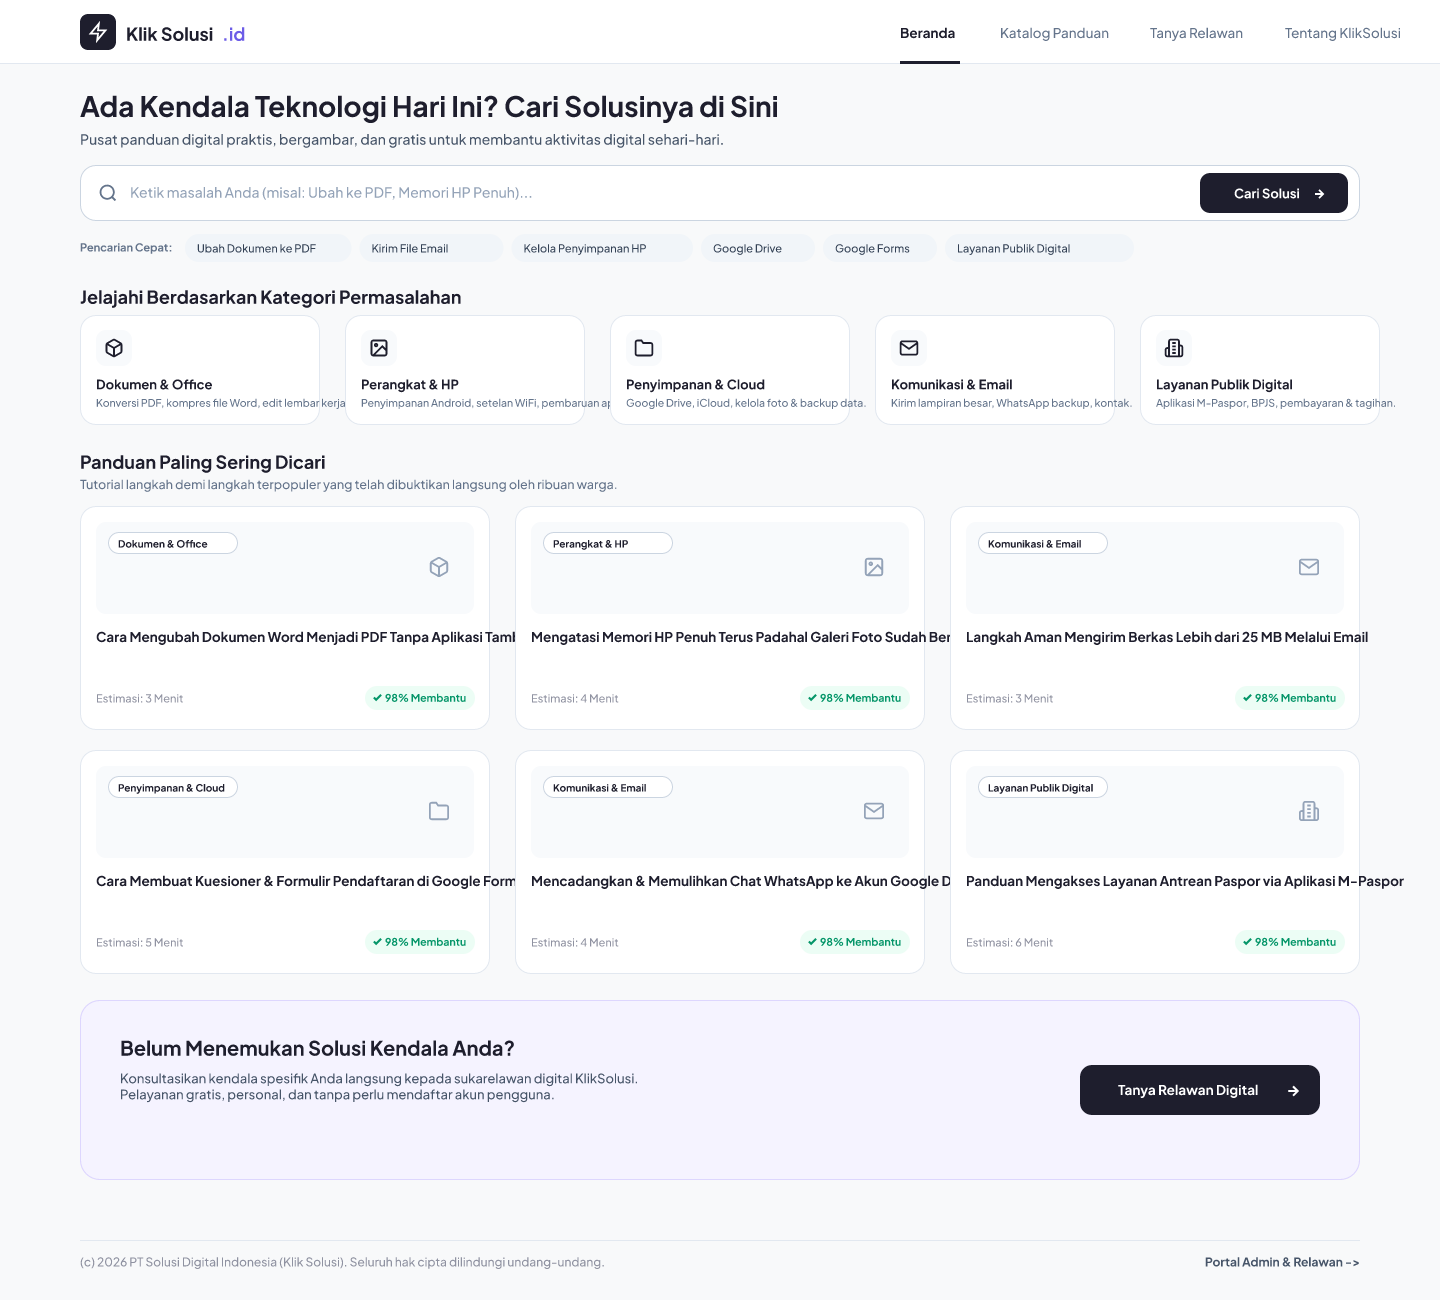 Klik Solusi .id
Beranda
Katalog Panduan
Tanya Relawan
Tentang KlikSolusi
Ada Kendala Teknologi Hari Ini? Cari Solusinya di Sini
Pusat panduan digital praktis, bergambar, dan gratis untuk membantu aktivitas digital sehari-hari.
Ketik masalah Anda (misal: Ubah ke PDF, Memori HP Penuh)...
Cari Solusi →
Pencarian Cepat:
Ubah Dokumen ke PDF
Kirim File Email
Kelola Penyimpanan HP
Google Drive
Google Forms
Layanan Publik Digital
Jelajahi Berdasarkan Kategori Permasalahan
Dokumen & Office
Konversi PDF, kompres file Word, edit lembar kerja
Perangkat & HP
Penyimpanan Android, setelan WiFi, pembaruan ap
Penyimpanan & Cloud
Google Drive, iCloud, kelola foto & backup data.
Komunikasi & Email
Kirim lampiran besar, WhatsApp backup, kontak.
Layanan Publik Digital
Aplikasi M-Paspor, BPJS, pembayaran & tagihan.
Panduan Paling Sering Dicari
Tutorial langkah demi langkah terpopuler yang telah dibuktikan langsung oleh ribuan warga.
Dokumen & Office
Cara Mengubah Dokumen Word Menjadi PDF Tanpa Aplikasi Tamb
Estimasi: 3 Menit
✔ 98% Membantu
Perangkat & HP
Mengatasi Memori HP Penuh Terus Padahal Galeri Foto Sudah Ber
Estimasi: 4 Menit
✔ 98% Membantu
Komunikasi & Email
Langkah Aman Mengirim Berkas Lebih dari 25 MB Melalui Email
Estimasi: 3 Menit
✔ 98% Membantu
Penyimpanan & Cloud
Cara Membuat Kuesioner & Formulir Pendaftaran di Google Form
Estimasi: 5 Menit
✔ 98% Membantu
Komunikasi & Email
Mencadangkan & Memulihkan Chat WhatsApp ke Akun Google D
Estimasi: 4 Menit
✔ 98% Membantu
Layanan Publik Digital
Panduan Mengakses Layanan Antrean Paspor via Aplikasi M-Paspor
Estimasi: 6 Menit
✔ 98% Membantu
Belum Menemukan Solusi Kendala Anda?
Konsultasikan kendala spesifik Anda langsung kepada sukarelawan digital KlikSolusi.
Pelayanan gratis, personal, dan tanpa perlu mendaftar akun pengguna.
Tanya Relawan Digital →
(c) 2026 PT Solusi Digital Indonesia (Klik Solusi). Seluruh hak cipta dilindungi undang-undang.
Portal Admin & Relawan ->